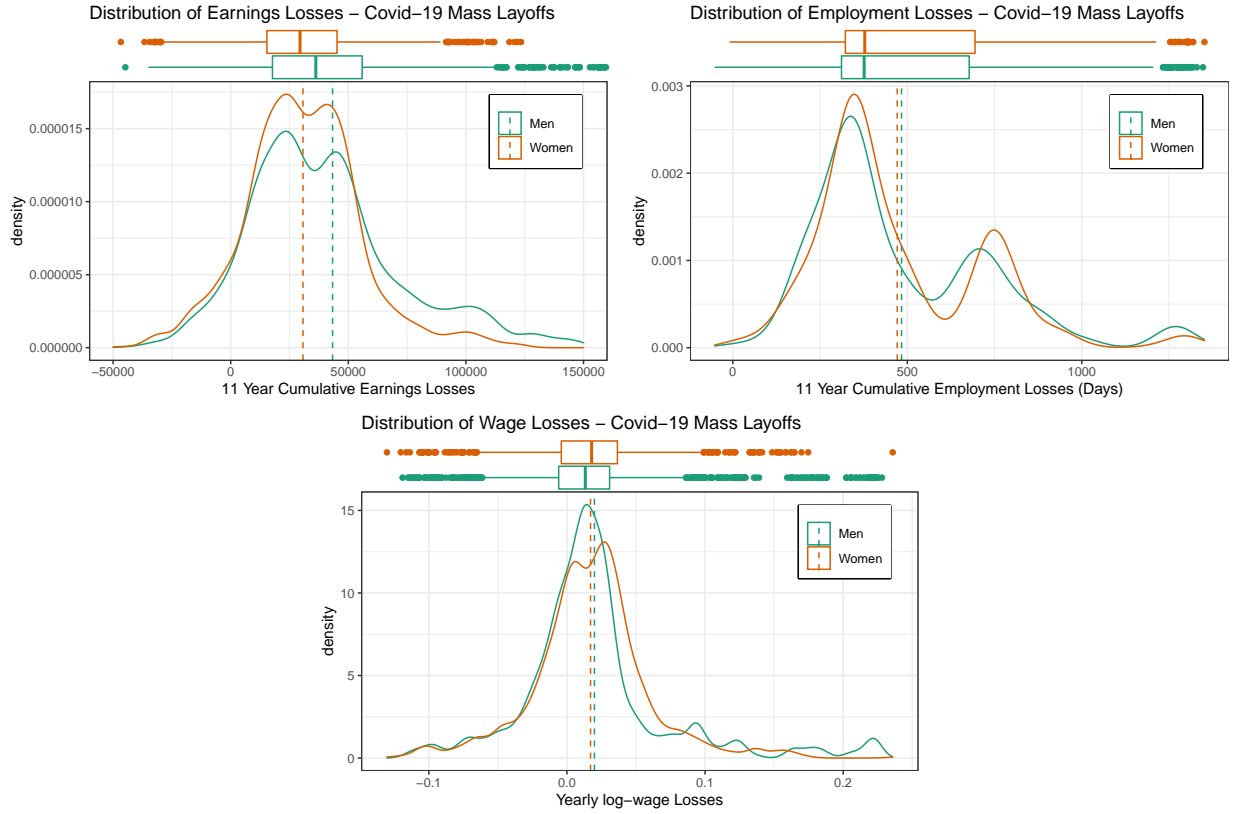 Distribution of Earnings Losses − Covid−19 Mass Layoffs
0.000015
0.000010
0.000005
0.000000
density
Men
Women
−50000 0 50000 100000 150000
11 Year Cumulative Earnings Losses
Distribution of Employment Losses − Covid−19 Mass Layoffs
0.003
0.002
0.001
0.000
density
Men
Women
0 500 1000
11 Year Cumulative Employment Losses (Days)
Distribution of Wage Losses − Covid−19 Mass Layoffs
15
10
5
0
density
Men
Women
−0.1 0.0 0.1 0.2
Yearly log−wage Losses